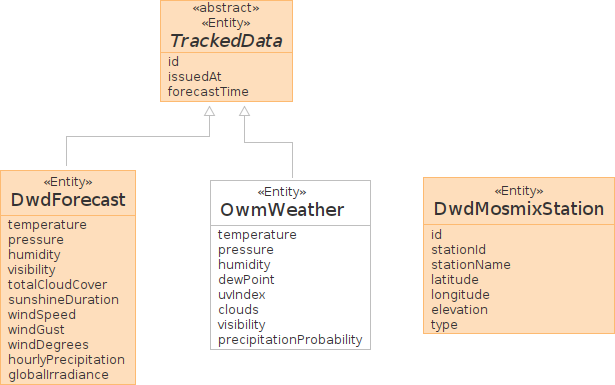 «abstract»
«Entity»
TrackedData
id
issuedAt
forecastTime
«Entity»
DwdForecast
temperature
pressure
humidity
visibility
totalCloudCover
sunshineDuration
windSpeed
windGust
windDegrees
hourlyPrecipitation
globalIrradiance
«Entity»
OwmWeather
temperature
pressure
humidity
dewPoint
uvIndex
clouds
visibility
precipitationProbability
«Entity»
DwdMosmixStation
id
stationId
stationName
latitude
longitude
elevation
type